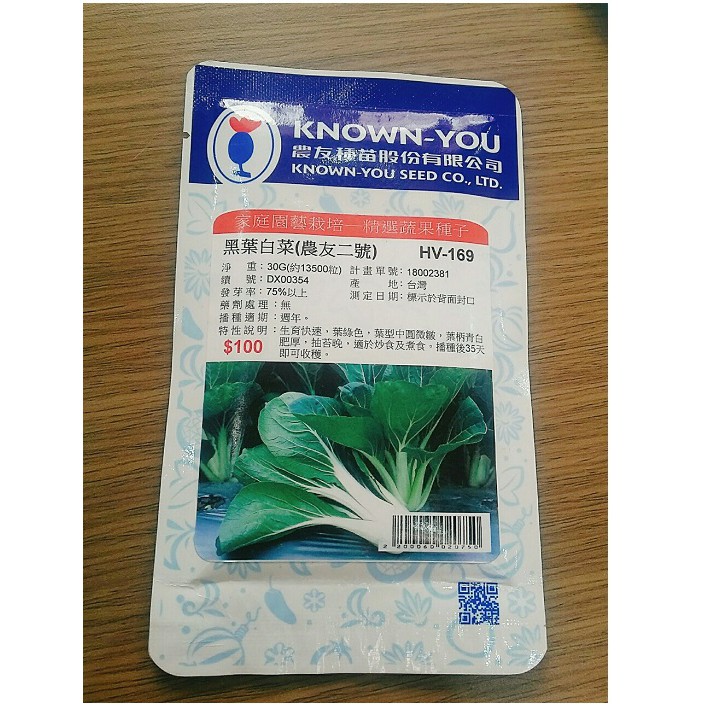 KNOWN-YOU
農友種苗股份有限公司
KNOWN-YOU SEED CO., LTD.
家庭園藝栽培 精選蔬果種子
黑葉白菜(農友二號) HV-169
淨 重：30G(約13500粒) 計畫單號：18002381
績 號：DX00354 產 地：台灣
發芽率：75%以上 測定日期：標示於背面封口
藥劑處理：無
播種適期：週年。
特性說明：生育快速，葉綠色，葉型中圓微皺，葉柄青白
肥厚，抽苔晚，適於炒食及煮食。播種後35天
即可收穫。
$100
2 200060 020750